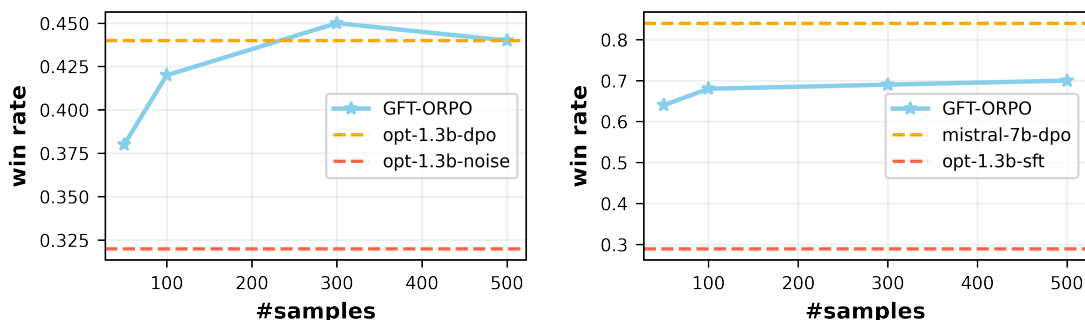 0.450
0.425
0.400
0.375
0.350
0.325
win rate
100
200
300
400
500
#samples
GFT-ORPO
opt-1.3b-dpo
opt-1.3b-noise
0.8
0.7
0.6
0.5
0.4
0.3
win rate
100
200
300
400
500
#samples
GFT-ORPO
mistral-7b-dpo
opt-1.3b-sft